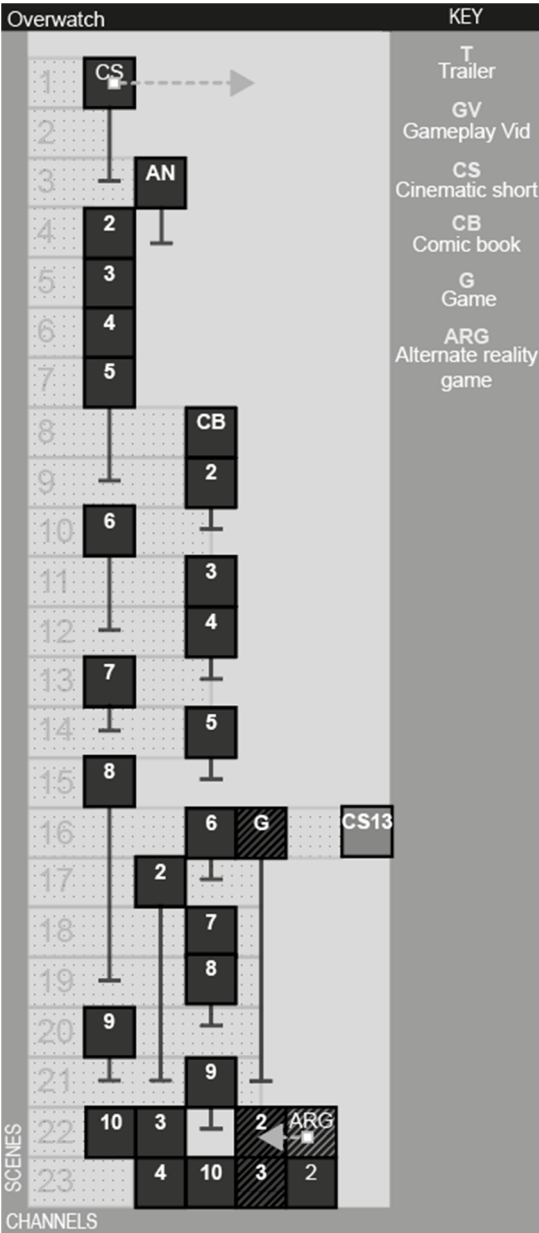 Overwatch
KEY
T
Trailer
GV
Gameplay Vid
CS
Cinematic short
CB
Comic book
G
Game
ARG
Alternate reality
game
1 CS
2
3 AN
4 2
5 3
6 4
7 5
8 CB
9 2
10 6
11 3
12 4
13 7
14 5
15 8
16 6 G CS13
17 2
18 7
19 8
20 9
21 9
22 10 3 2 ARG
23 4 10 3 2
SCENES
CHANNELS